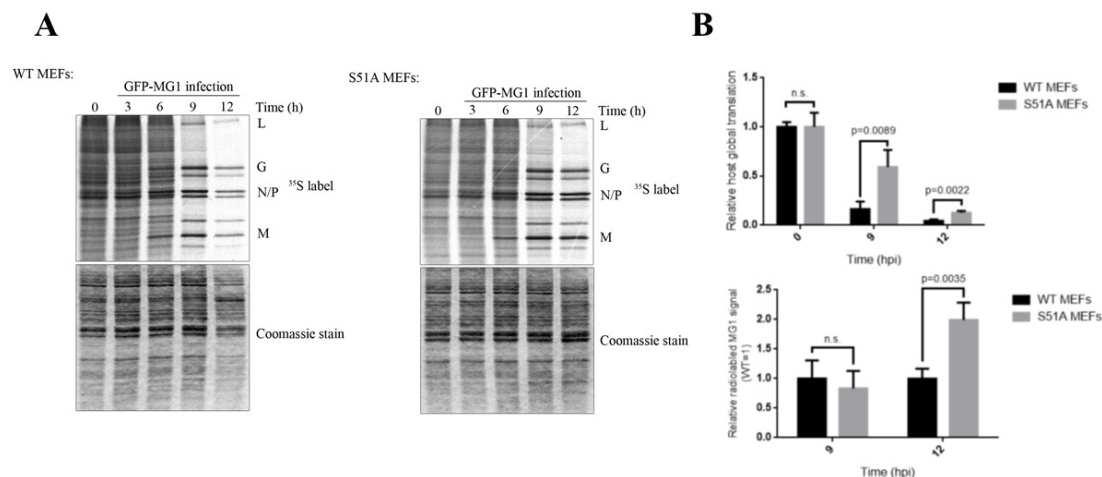 A
WT MEFs:
GFP-MG1 infection
0 3 6 9 12 Time (h)
L
G
N/P 35S label
M
Coomassie stain
S51A MEFs:
GFP-MG1 infection
0 3 6 9 12 Time (h)
L
G
N/P 35S label
M
Coomassie stain
B
Relative host global translation
1.5
1.0
0.5
0.0
n.s.
p=0.0089
p=0.0022
0 9 12
Time (hpi)
WT MEFs
S51A MEFs
Relative radiolabled MG1 signal
(WT=1)
2.5
2.0
1.5
1.0
0.5
0.0
n.s.
p=0.0035
9 12
Time (hpi)
WT MEFs
S51A MEFs